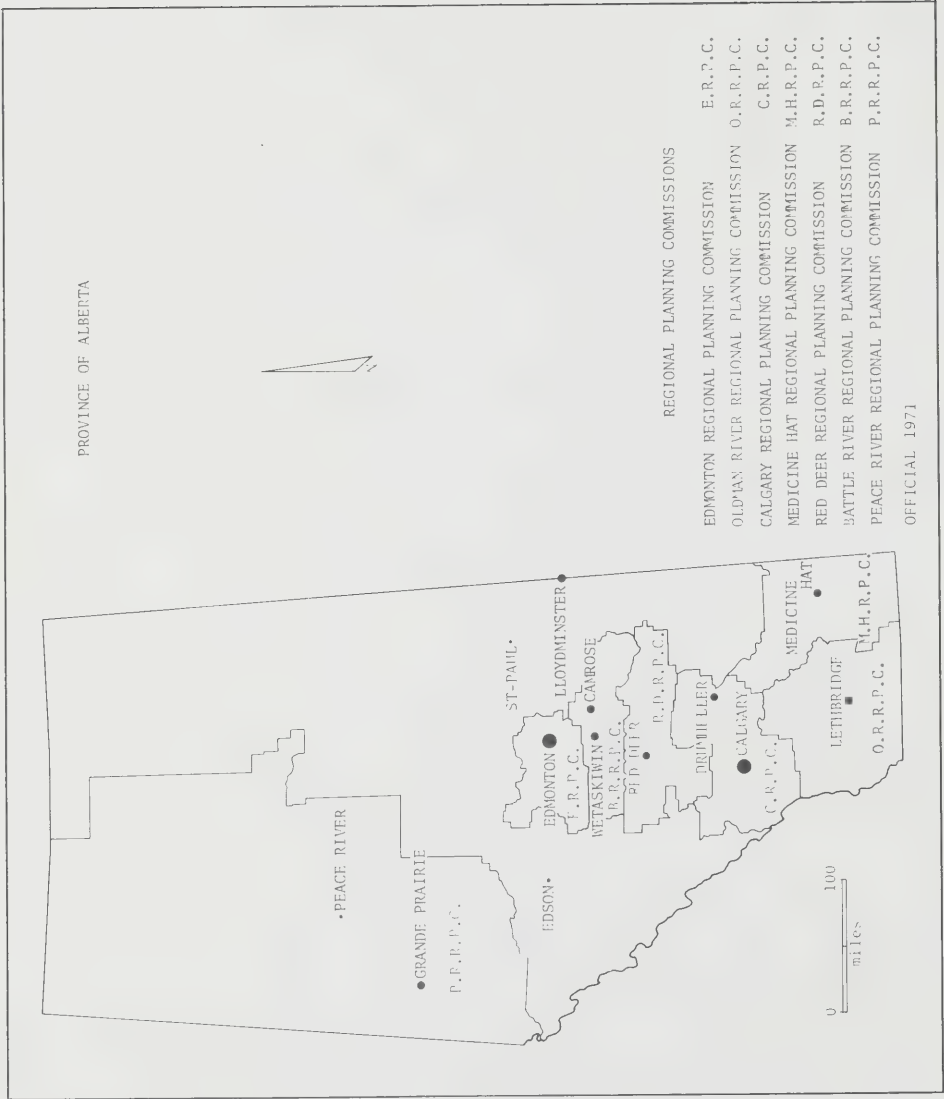 PROVINCE OF ALBERTA
REGIONAL PLANNING COMMISSIONS
EDMONTON REGIONAL PLANNING COMMISSION E.R.P.C.
OLDMAN RIVER REGIONAL PLANNING COMMISSION O.R.R.P.C.
CALGARY REGIONAL PLANNING COMMISSION C.R.P.C.
MEDICINE HAT REGIONAL PLANNING COMMISSION M.H.R.P.C.
RED DEER REGIONAL PLANNING COMMISSION R.D.R.P.C.
BATTLE RIVER REGIONAL PLANNING COMMISSION B.R.R.P.C.
PEACE RIVER REGIONAL PLANNING COMMISSION P.R.R.P.C.
OFFICIAL 1971
PEACE RIVER
GRANDE PRAIRIE
P.R.R.P.C.
EDSON
ST-PAUL
EDMONTON
E.R.P.C.
LLOYDMINSTER
CAMROSE
WETASKIWIN
B.R.R.P.C.
RED DEER
R.D.R.P.C.
DRUMHELLER
CALGARY
C.R.P.C.
MEDICINE
HAT
M.H.R.P.C.
LETHBRIDGE
O.R.R.P.C.
0 100
miles